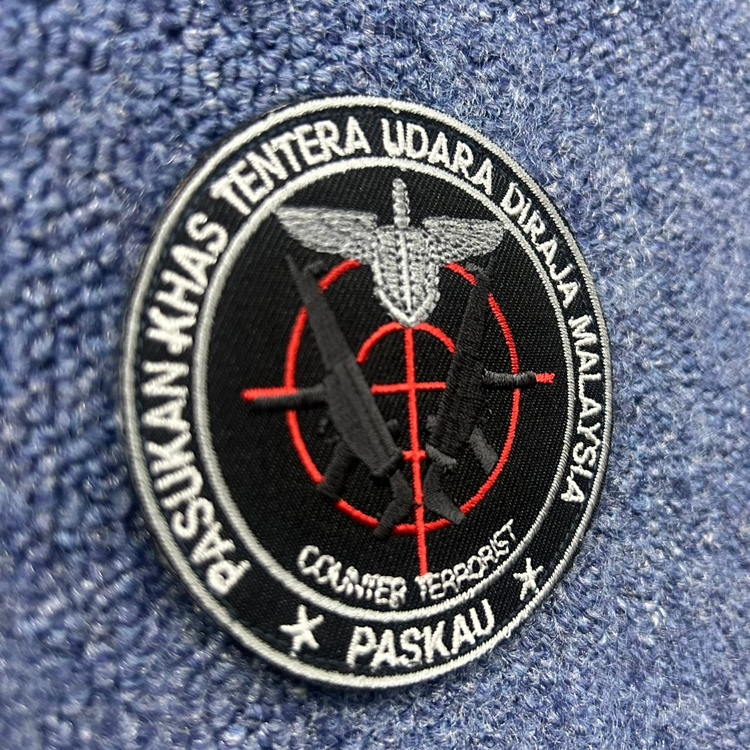 PASUKAN KHAS TENTERA UDARA DIRAJA MALAYSIA
COUNTER TERRORIST
PASKAU